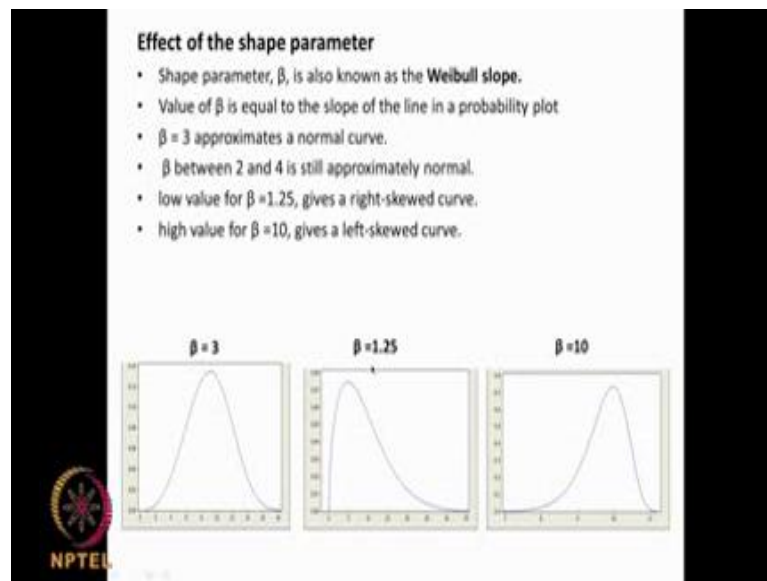 Effect of the shape parameter
• Shape parameter, β, is also known as the Weibull slope.
• Value of β is equal to the slope of the line in a probability plot
• β = 3 approximates a normal curve.
• β between 2 and 4 is still approximately normal.
• low value for β =1.25, gives a right-skewed curve.
• high value for β =10, gives a left-skewed curve.
β = 3
β =1.25
β =10
NPTEL